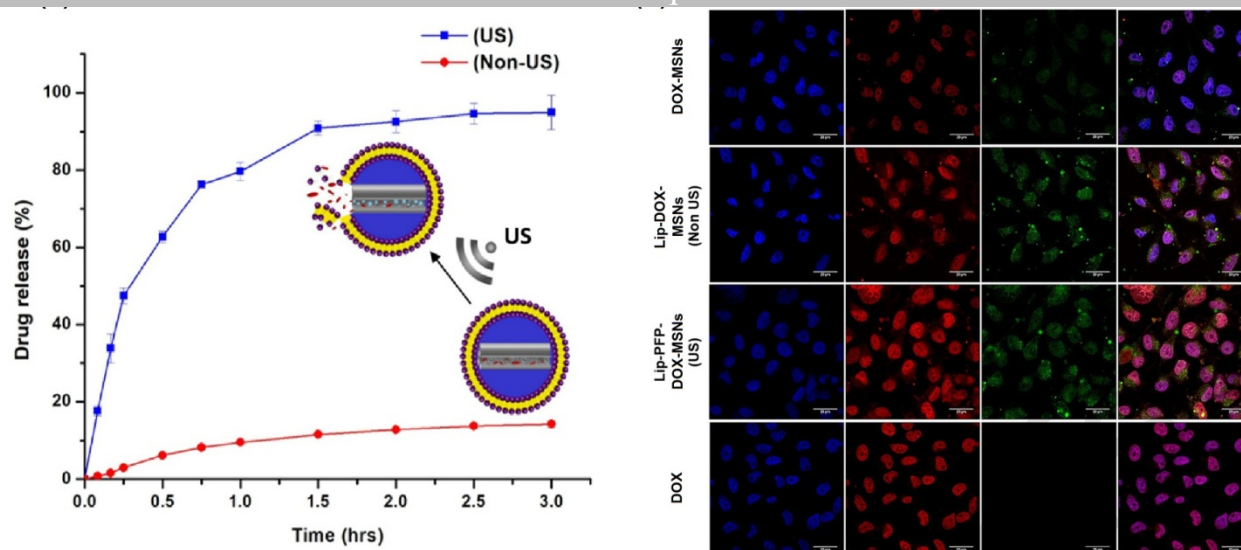 (US)
(Non-US)
Drug release (%)
100
80
60
40
20
0
US
0.0 0.5 1.0 1.5 2.0 2.5 3.0
Time (hrs)
DOX-MSNs
Lip-DOX-
MSNs
(Non US)
Lip-PFP-
DOX-MSNs
(US)
DOX